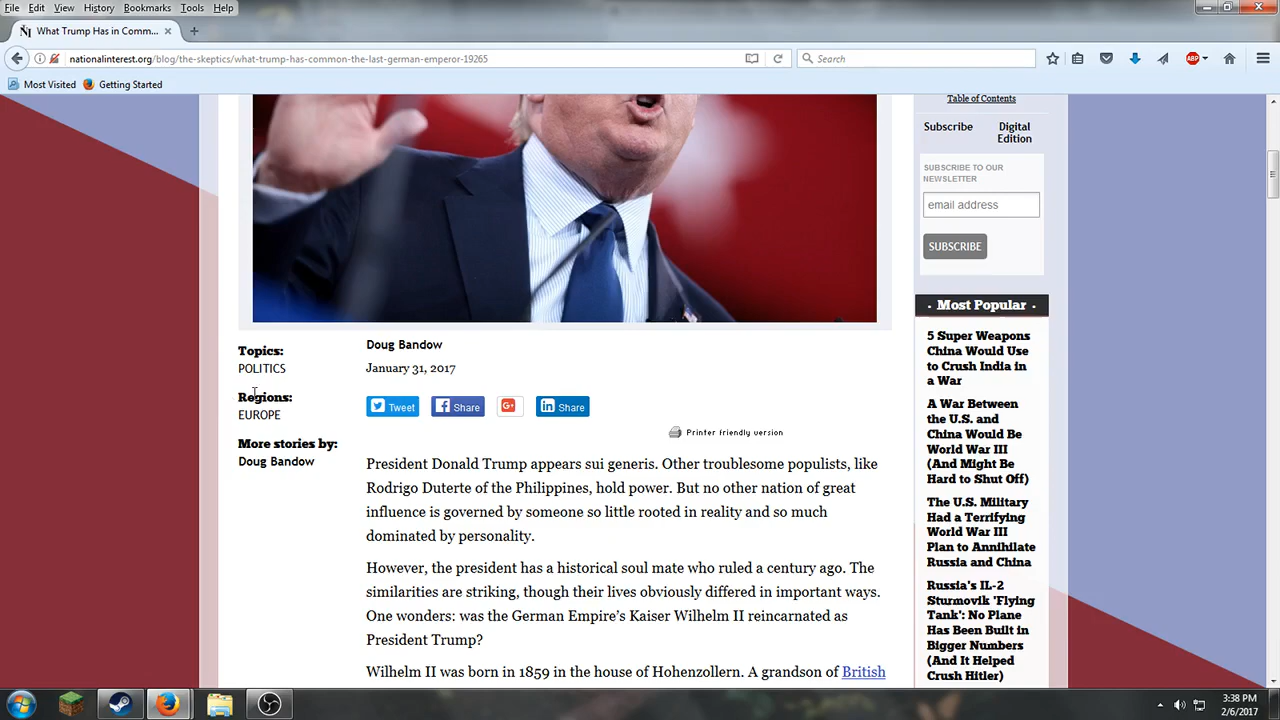 File Edit View History Bookmarks Tools Help
What Trump Has in Comm...
nationalinterest.org/blog/the-skeptics/what-trump-has-common-the-last-german-emperor-19265
Search
ABP
Most Visited Getting Started
Table of Contents
Subscribe
Digital
Edition
SUBSCRIBE TO OUR
NEWSLETTER
email address
SUBSCRIBE
Topics:
POLITICS
Regions:
EUROPE
More stories by:
Doug Bandow
Doug Bandow
January 31, 2017
Tweet Share G+ in Share
Printer friendly version
President Donald Trump appears sui generis. Other troublesome populists, like
Rodrigo Duterte of the Philippines, hold power. But no other nation of great
influence is governed by someone so little rooted in reality and so much
dominated by personality.
However, the president has a historical soul mate who ruled a century ago. The
similarities are striking, though their lives obviously differed in important ways.
One wonders: was the German Empire's Kaiser Wilhelm II reincarnated as
President Trump?
Wilhelm II was born in 1859 in the house of Hohenzollern. A grandson of British
- Most Popular -
5 Super Weapons
China Would Use
to Crush India in
a War
A War Between
the U.S. and
China Would Be
World War III
(And Might Be
Hard to Shut Off)
The U.S. Military
Had a Terrifying
World War III
Plan to Annihilate
Russia and China
Russia's IL-2
Sturmovik 'Flying
Tank': No Plane
Has Been Built in
Bigger Numbers
(And It Helped
Crush Hitler)
3:38 PM
2/6/2017